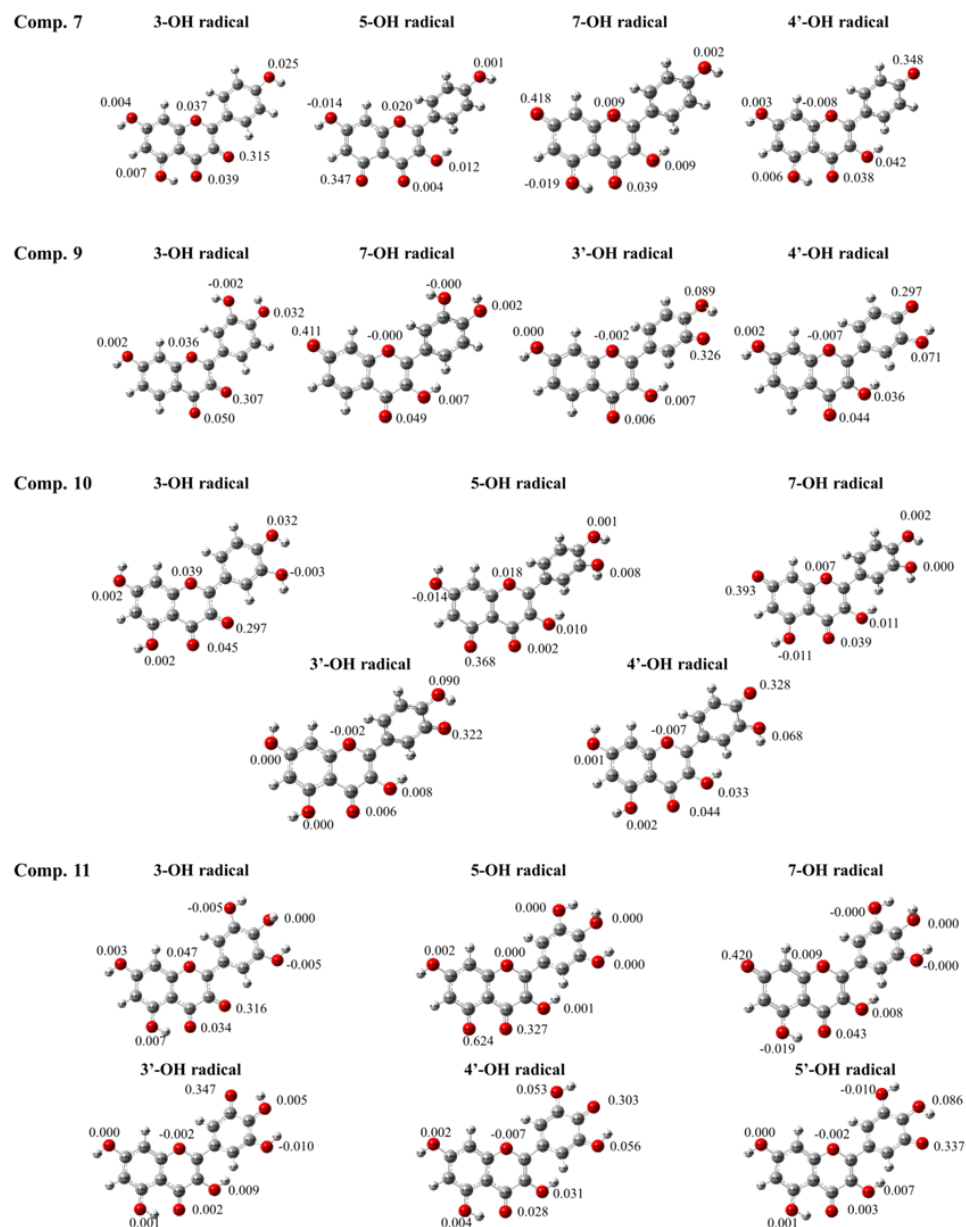 Comp. 7 3-OH radical 5-OH radical 7-OH radical 4’-OH radical
0.025 0.004 0.037 0.315 0.007 0.039
0.001 -0.014 0.020 0.012 0.347 0.004
0.002 0.418 0.009 0.009 -0.019 0.039
0.348 0.003 -0.008 0.042 0.006 0.038
Comp. 9 3-OH radical 7-OH radical 3’-OH radical 4’-OH radical
-0.002 0.032 0.002 0.036 0.307 0.050
-0.000 0.002 0.411 -0.000 0.007 0.049
0.089 0.000 -0.002 0.326 0.007 0.006
0.297 0.002 -0.007 0.071 0.036 0.044
Comp. 10 3-OH radical 5-OH radical 7-OH radical
0.032 -0.003 0.039 0.002 0.297 0.045 0.002
0.001 0.008 0.018 -0.014 0.010 0.002 0.368
0.002 0.000 0.007 0.393 0.011 0.039 -0.011
3’-OH radical 4’-OH radical
0.090 0.322 -0.002 0.000 0.008 0.006 0.000
0.328 0.068 -0.007 0.001 0.033 0.044 0.002
Comp. 11 3-OH radical 5-OH radical 7-OH radical
-0.005 0.000 0.003 0.047 -0.005 0.316 0.034 0.007
0.000 0.000 0.002 0.000 0.000 0.001 0.327 0.624
-0.000 0.000 0.420 0.009 -0.000 0.008 0.043 -0.019
3’-OH radical 4’-OH radical 5’-OH radical
0.347 0.005 0.000 -0.002 -0.010 0.009 0.002 0.001
0.053 0.303 0.002 -0.007 0.056 0.031 0.028 0.004
-0.010 0.086 0.000 -0.002 0.337 0.007 0.003 0.001